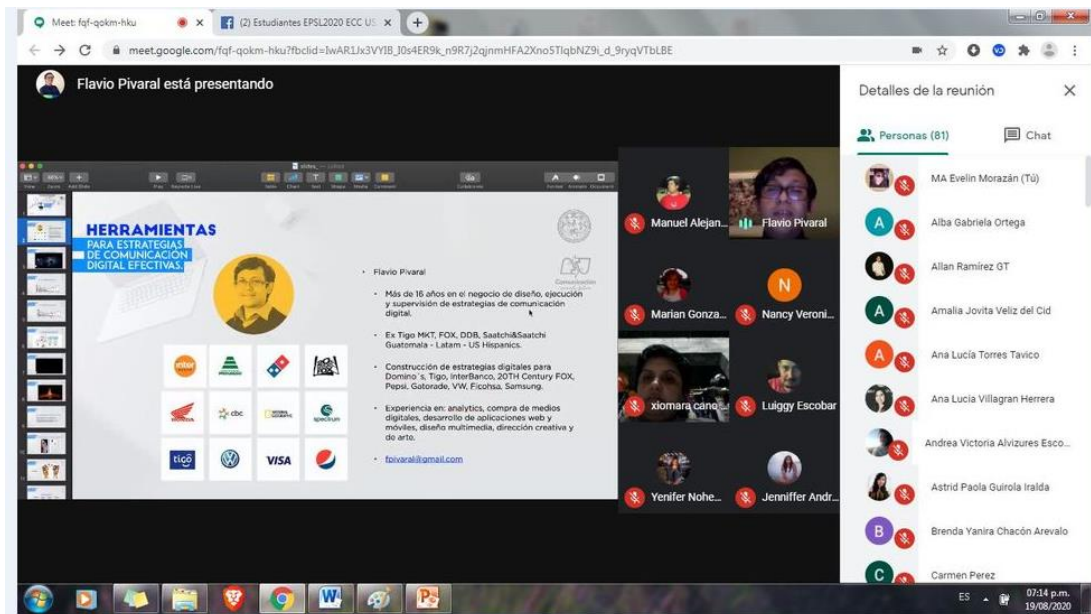 Meet: fqf-qokm-hku
(2) Estudiantes EPSL2020 ECC US
meet.google.com/fqf-qokm-hku?fbclid=IwAR1Jx3VYIB_J0s4ER9k_n9R7j2qjnmHFA2Xno5TlqbNZ9i_d_9ryqVTbLBE
Flavio Pivaral está presentando
HERRAMIENTAS
PARA ESTRATEGIAS
DE COMUNICACIÓN
DIGITAL EFECTIVAS.
Comunicación
• Flavio Pivaral
• Más de 16 años en el negocio de diseño, ejecución
y supervisión de estrategias de comunicación
digital.
• Ex Tigo MKT, FOX, DDB, Saatchi&Saatchi
Guatemala - Latam - US Hispanics.
• Construcción de estrategias digitales para
Domino´s, Tigo, InterBanco, 20TH Century FOX,
Pepsi, Gatorade, VW, Ficohsa, Samsung.
• Experiencia en: analytics, compra de medios
digitales, desarrollo de aplicaciones web y
móviles, diseño multimedia, dirección creativa y
de arte.
• fpivaral@gmail.com
HONDA
cbc
spectrum
tigo
VISA
Manuel Alejan...
Flavio Pivaral
Marian Gonza...
N
Nancy Veroni...
xiomara cano
Luiggy Escobar
Yenifer Nohe...
Jenniffer Andr...
Detalles de la reunión
Personas (81)
Chat
MA Evelin Morazán (Tú)
A
Alba Gabriela Ortega
Allan Ramírez GT
A
Amalia Jovita Veliz del Cid
A
Ana Lucía Torres Tavico
Ana Lucia Villagran Herrera
Andrea Victoria Alvizures Esco...
Astrid Paola Guirola Iralda
B
Brenda Yanira Chacón Arevalo
C
Carmen Perez
ES
07:14 p.m.
19/08/2020